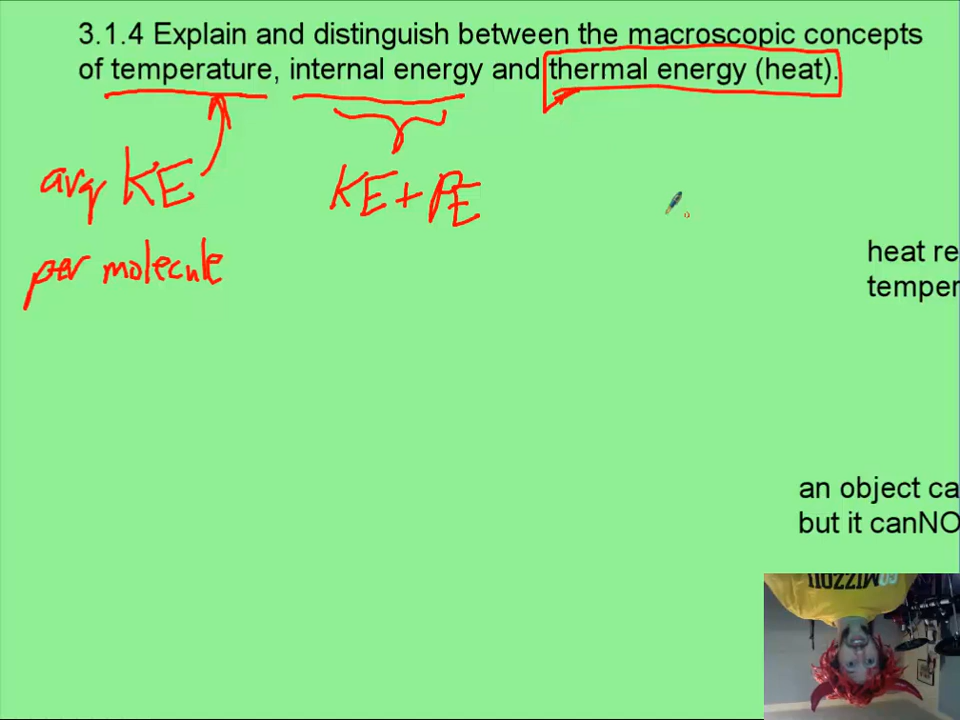 3.1.4 Explain and distinguish between the macroscopic concepts
of temperature, internal energy and thermal energy (heat).
avg KE
KE + PE
per molecule
heat re
temper
an object ca
but it canNO
GO MIZZOU